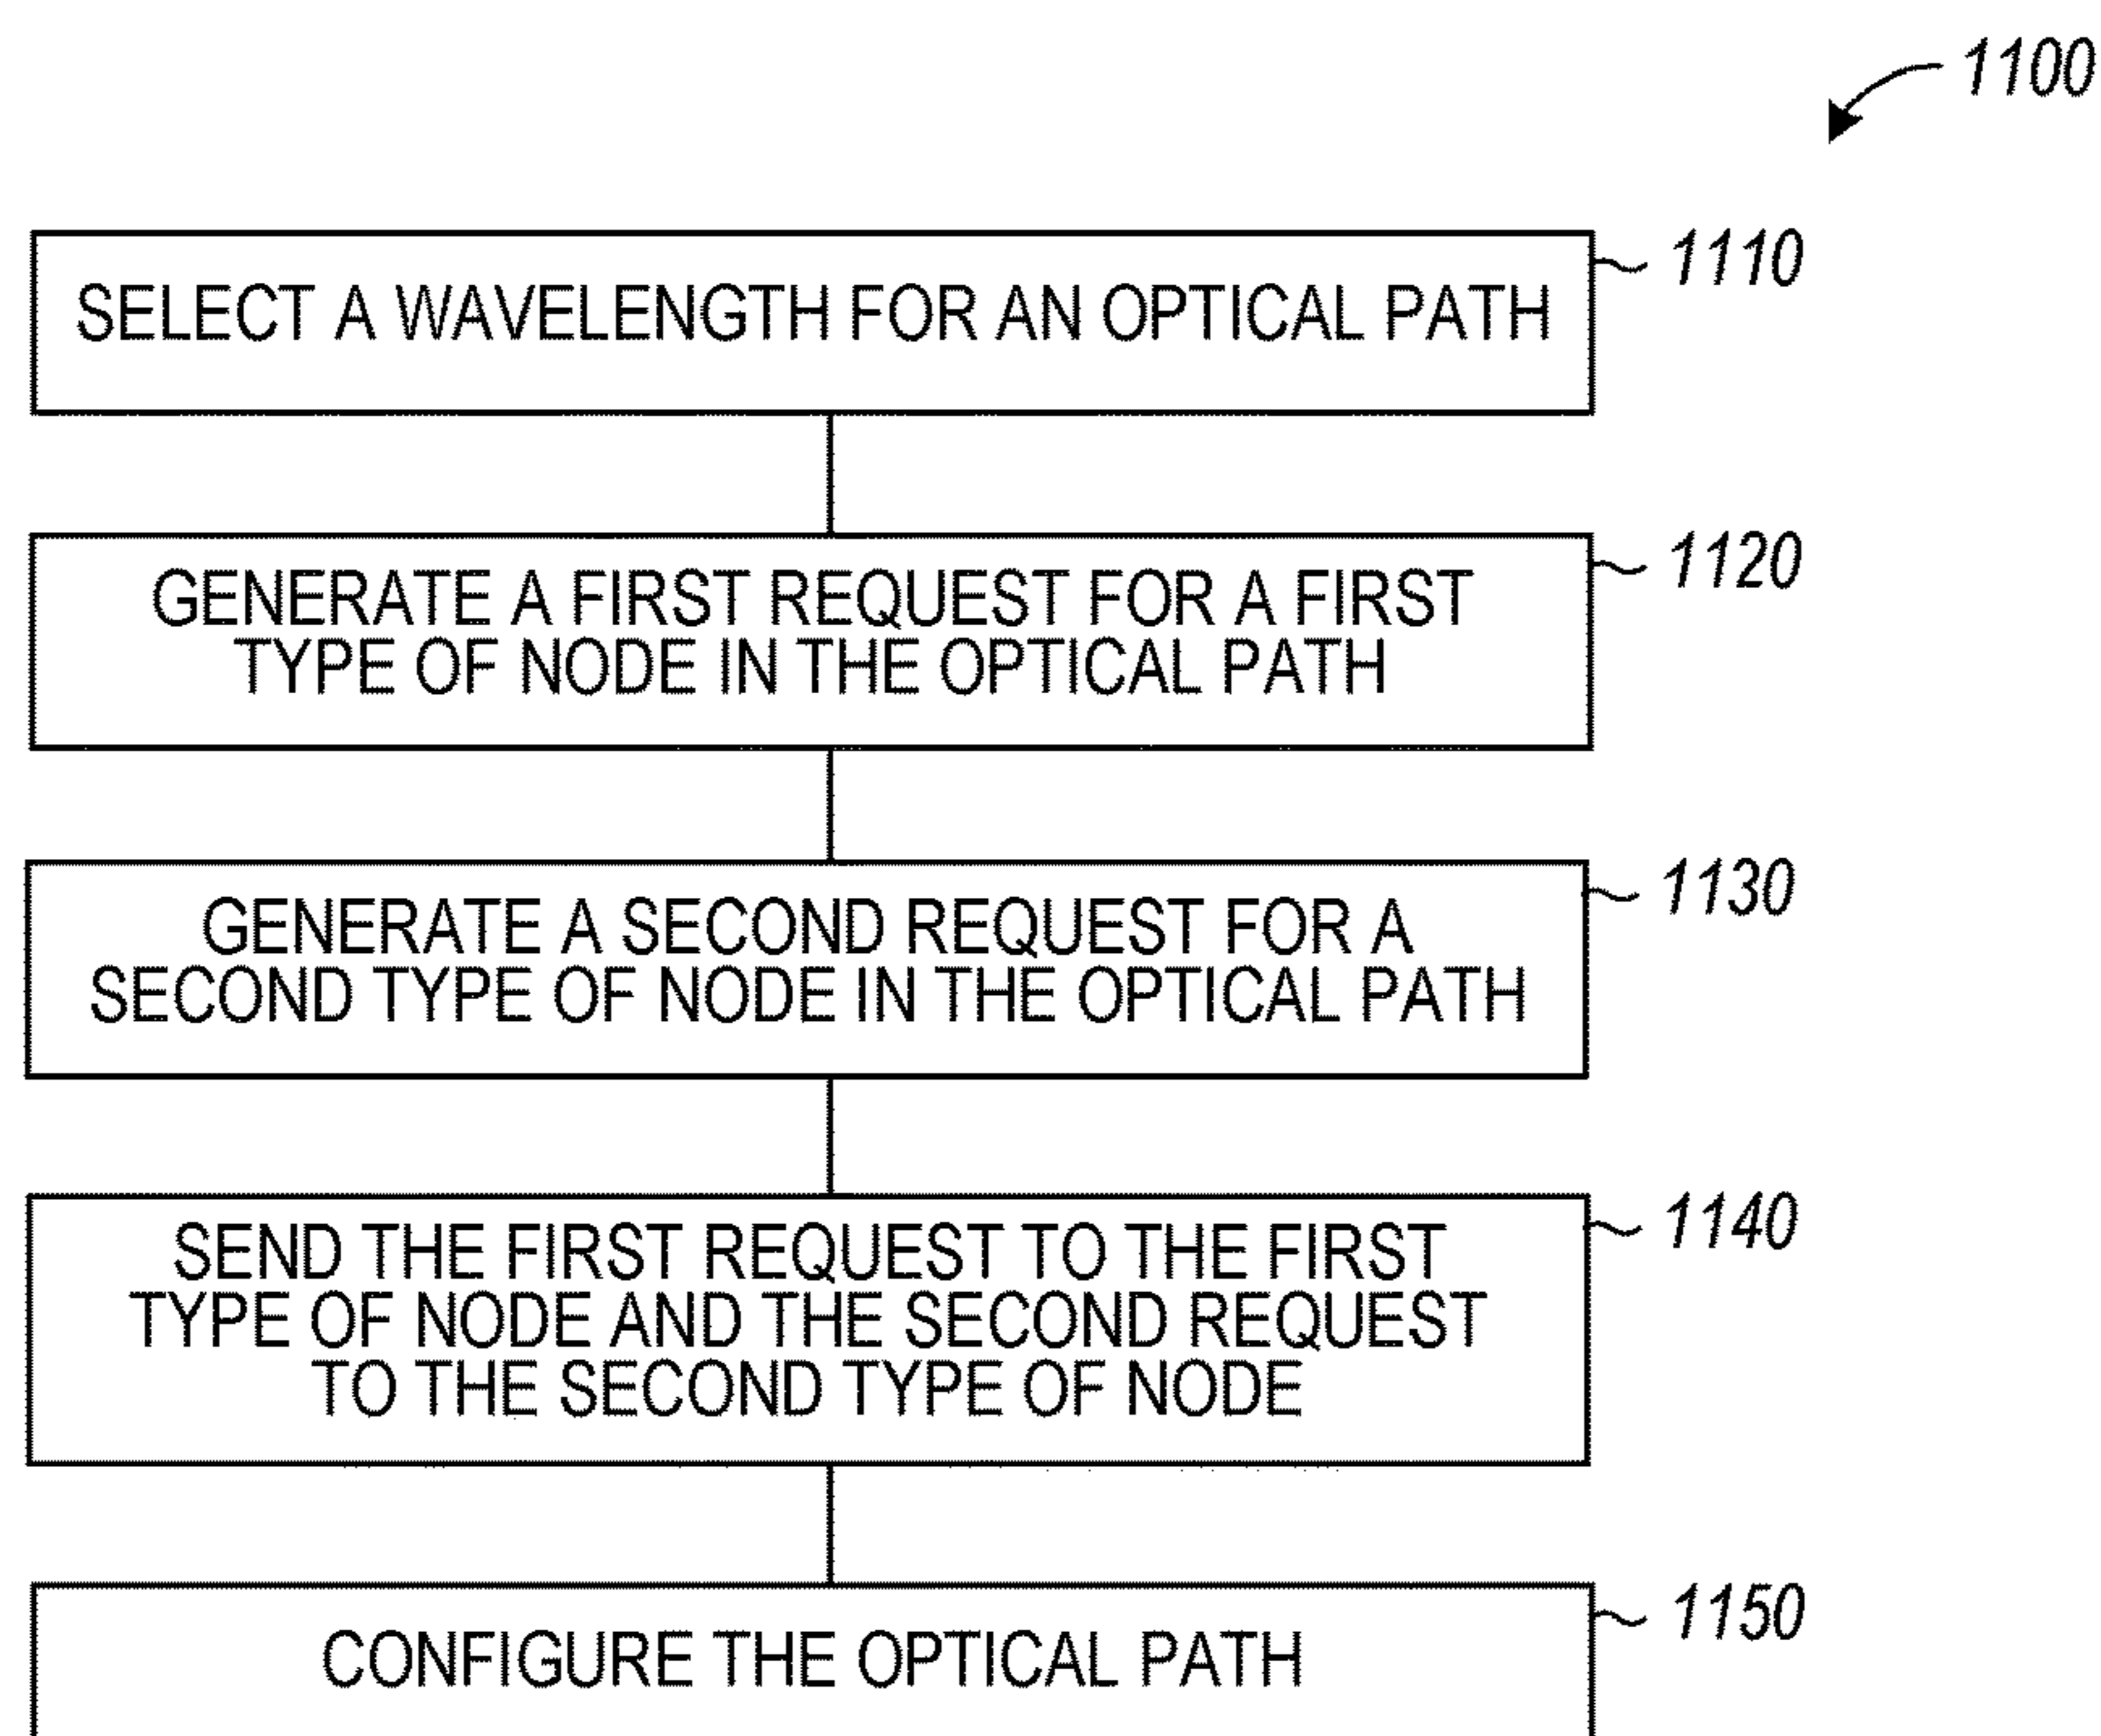 1100
SELECT A WAVELENGTH FOR AN OPTICAL PATH
1110
GENERATE A FIRST REQUEST FOR A FIRST
TYPE OF NODE IN THE OPTICAL PATH
1120
GENERATE A SECOND REQUEST FOR A
SECOND TYPE OF NODE IN THE OPTICAL PATH
1130
SEND THE FIRST REQUEST TO THE FIRST
TYPE OF NODE AND THE SECOND REQUEST
TO THE SECOND TYPE OF NODE
1140
CONFIGURE THE OPTICAL PATH
1150